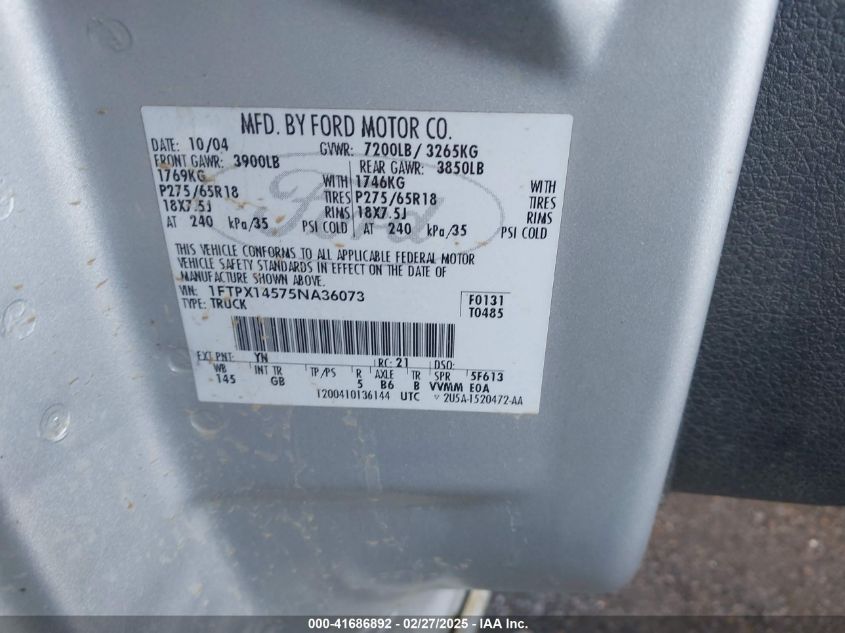 MFD. BY FORD MOTOR CO.
DATE: 10/04 GVWR: 7200LB/ 3265KG
FRONT GAWR: 3900LB REAR GAWR: 3850LB
1769KG WITH 1746KG WITH
P275/65R18 TIRES P275/65R18 TIRES
18X7.5J RIMS 18X7.5J RIMS
AT 240 kPa/35 PSI COLD AT 240 kPa/35 PSI COLD
THIS VEHICLE CONFORMS TO ALL APPLICABLE FEDERAL MOTOR
VEHICLE SAFETY STANDARDS IN EFFECT ON THE DATE OF
MANUFACTURE SHOWN ABOVE.
VIN: 1FTPX14575NA36073 F0131
TYPE: TRUCK T0485
EXT PNT: YN RC: 21 DSO:
WB INT TR TP/PS R AXLE TR SPR 5F613
145 GB 5 B6 B VVMM EOA
T200410136144 UTC ▽ 2U5A-1520472-AA
Ford
000-41686892 / 02/27/2025 – IAA Inc.